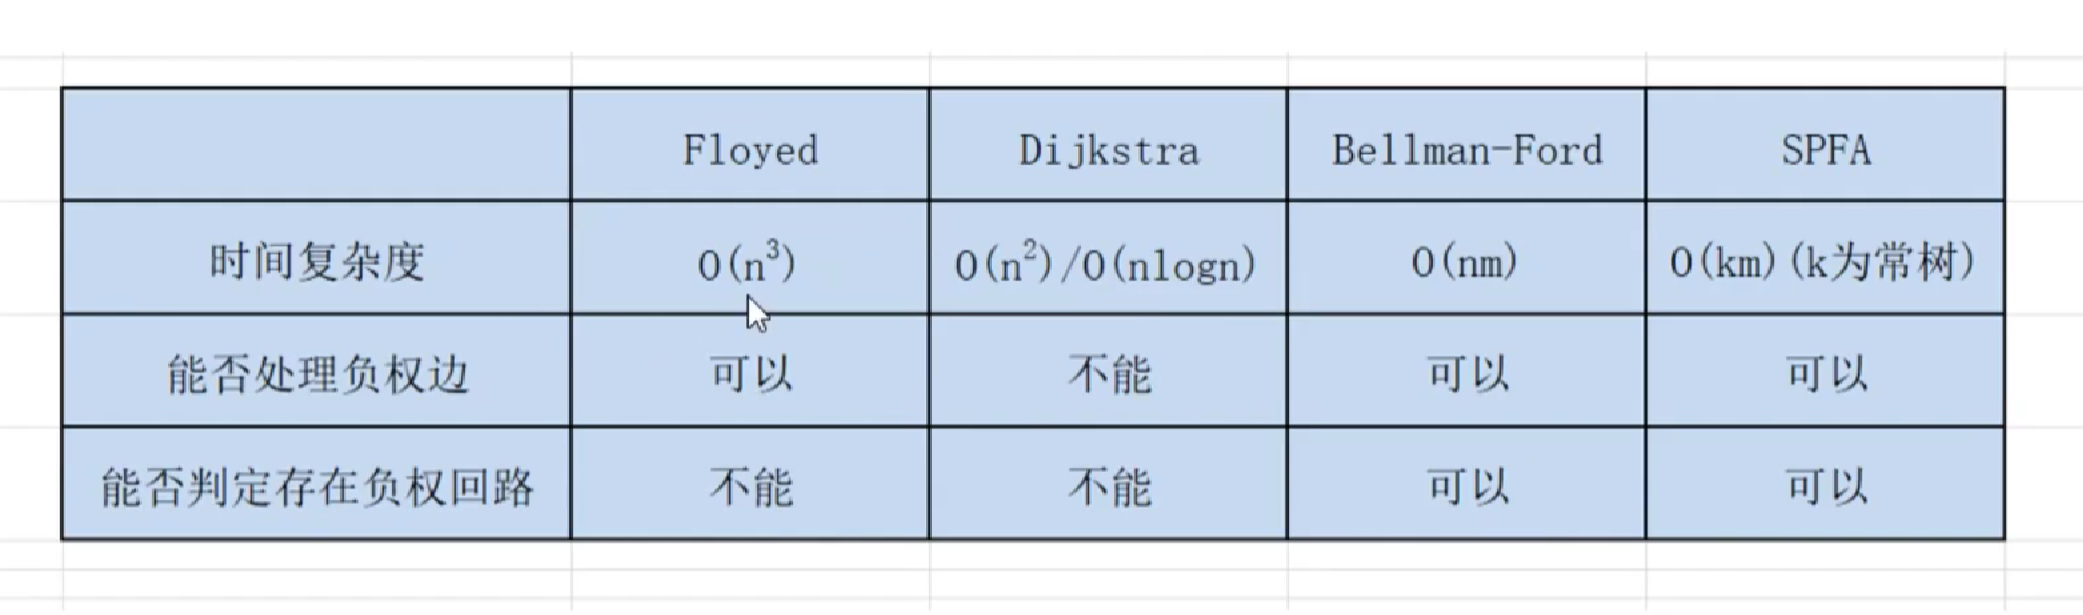 Floyed Dijkstra Bellman-Ford SPFA
时间复杂度 O(n³) O(n²)/O(nlogn) O(nm) O(km)(k为常树)
能否处理负权边 可以 不能 可以 可以
能否判定存在负权回路 不能 不能 可以 可以